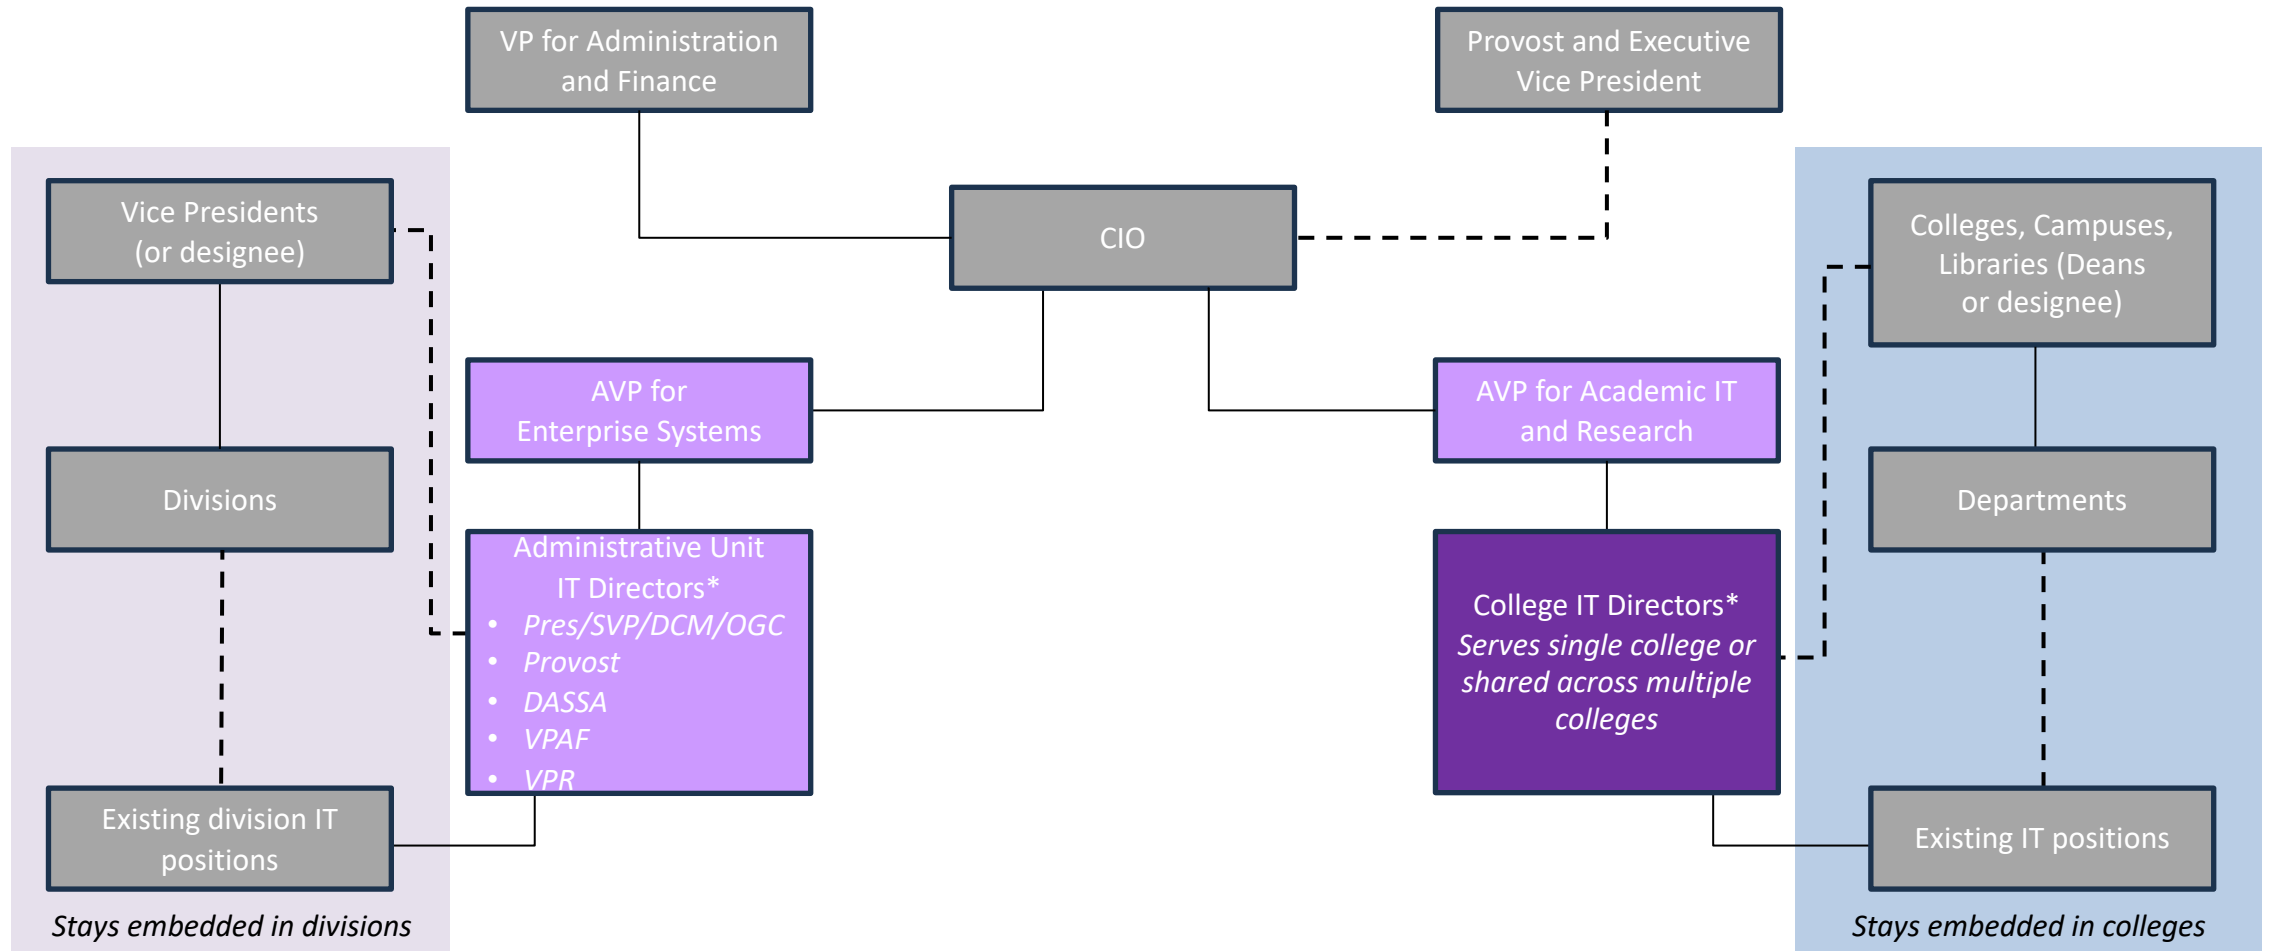 VP for Administration
and Finance
Provost and Executive
Vice President
Vice Presidents
(or designee)
CIO
Colleges, Campuses,
Libraries (Deans
or designee)
AVP for
Enterprise Systems
AVP for Academic IT
and Research
Divisions
Departments
Administrative Unit
IT Directors*
• Pres/SVP/DCM/OGC
• Provost
• DASSA
• VPAF
• VPR
College IT Directors*
Serves single college or
shared across multiple
colleges
Existing division IT
positions
Existing IT positions
Stays embedded in divisions
Stays embedded in colleges